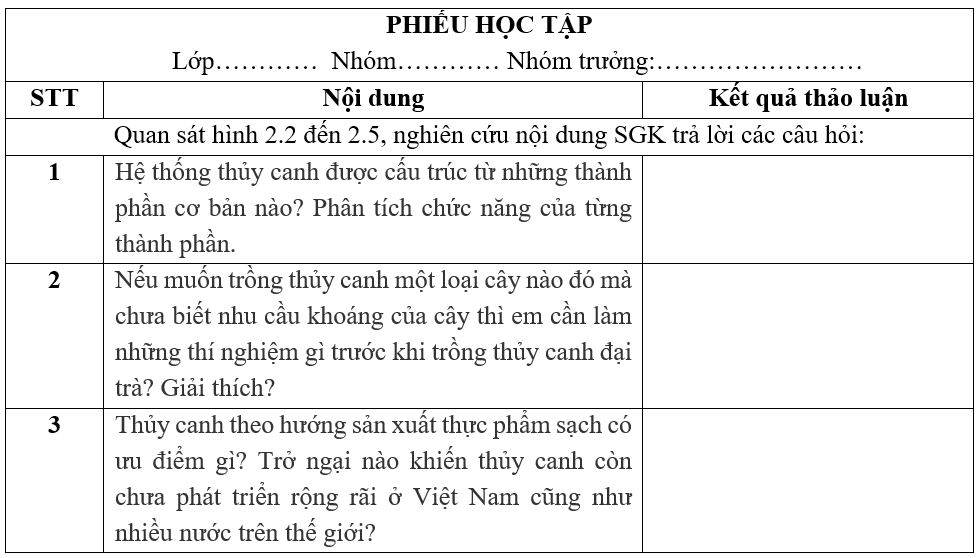 PHIẾU HỌC TẬP
Lớp………… Nhóm………… Nhóm trưởng:……………………
STT Nội dung Kết quả thảo luận
Quan sát hình 2.2 đến 2.5, nghiên cứu nội dung SGK trả lời các câu hỏi:
1 Hệ thống thủy canh được cấu trúc từ những thành
phần cơ bản nào? Phân tích chức năng của từng
thành phần.
2 Nếu muốn trồng thủy canh một loại cây nào đó mà
chưa biết nhu cầu khoáng của cây thì em cần làm
những thí nghiệm gì trước khi trồng thủy canh đại
trà? Giải thích?
3 Thủy canh theo hướng sản xuất thực phẩm sạch có
ưu điểm gì? Trở ngại nào khiến thủy canh còn
chưa phát triển rộng rãi ở Việt Nam cũng như
nhiều nước trên thế giới?